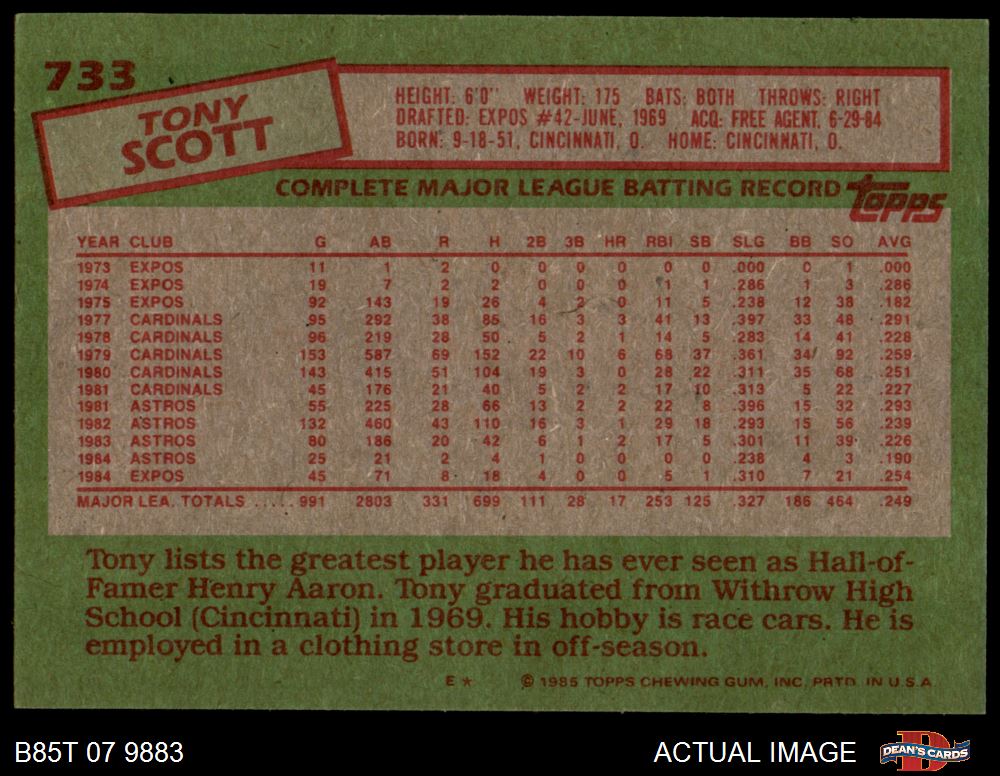 733
TONY
SCOTT
HEIGHT: 6'0" WEIGHT: 175 BATS: BOTH THROWS: RIGHT
DRAFTED: EXPOS #42-JUNE, 1969 ACQ: FREE AGENT, 6-29-84
BORN: 9-18-51, CINCINNATI, O. HOME: CINCINNATI, O.
COMPLETE MAJOR LEAGUE BATTING RECORD topps
YEAR CLUB G AB R H 2B 3B HR RBI SB SLG BB SO AVG
1973 EXPOS 11 1 2 0 0 0 0 0 0 .000 0 1 .000
1974 EXPOS 19 7 2 2 0 0 0 1 1 .286 1 3 .286
1975 EXPOS 92 143 19 26 4 2 0 11 5 .238 12 38 .182
1977 CARDINALS 95 292 38 85 16 3 3 41 13 .397 33 48 .291
1978 CARDINALS 96 219 28 50 5 2 1 14 5 .283 14 41 .228
1979 CARDINALS 153 587 69 152 22 10 6 68 37 .361 34 92 .259
1980 CARDINALS 143 415 51 104 19 3 0 28 22 .311 35 68 .251
1981 CARDINALS 45 176 21 40 5 2 2 17 10 .313 5 22 .227
1981 ASTROS 55 225 28 66 13 2 2 22 8 .396 15 32 .293
1982 ASTROS 132 460 43 110 16 3 1 29 18 .293 15 56 .239
1983 ASTROS 80 186 20 42 6 1 2 17 5 .301 11 39 .226
1984 ASTROS 25 21 2 4 1 0 0 0 0 .238 4 3 .190
1984 EXPOS 45 71 8 18 4 0 0 5 1 .310 7 21 .254
MAJOR LEA. TOTALS ..... 991 2803 331 699 111 28 17 253 125 .327 186 464 .249
Tony lists the greatest player he has ever seen as Hall-of-
Famer Henry Aaron. Tony graduated from Withrow High
School (Cincinnati) in 1969. His hobby is race cars. He is
employed in a clothing store in off-season.
E * © 1985 TOPPS CHEWING GUM, INC. PRTD. IN U.S.A.
B85T 07 9883 ACTUAL IMAGE DEAN'S CARDS